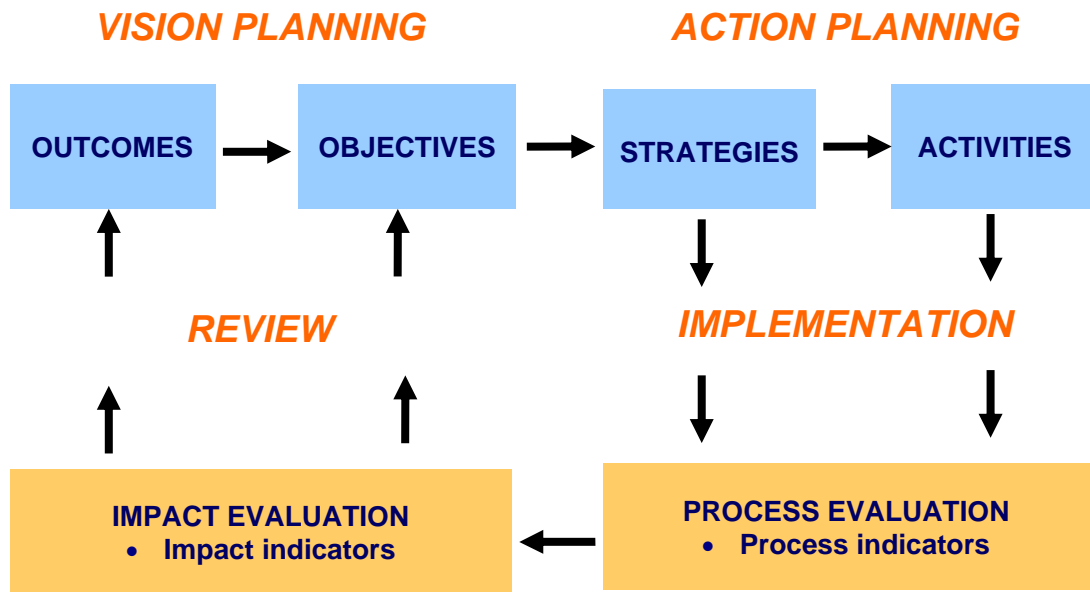 VISION PLANNING
ACTION PLANNING
OUTCOMES
OBJECTIVES
STRATEGIES
ACTIVITIES
REVIEW
IMPLEMENTATION
IMPACT EVALUATION
• Impact indicators
PROCESS EVALUATION
• Process indicators